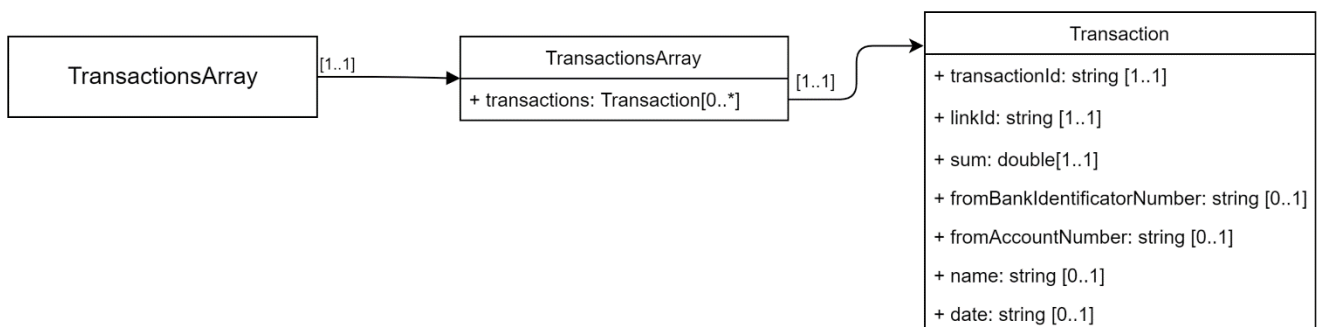 TransactionsArray
[1..1]
TransactionsArray
+ transactions: Transaction[0..*]
[1..1]
Transaction
+ transactionId: string [1..1]
+ linkId: string [1..1]
+ sum: double[1..1]
+ fromBankIdentificatorNumber: string [0..1]
+ fromAccountNumber: string [0..1]
+ name: string [0..1]
+ date: string [0..1]